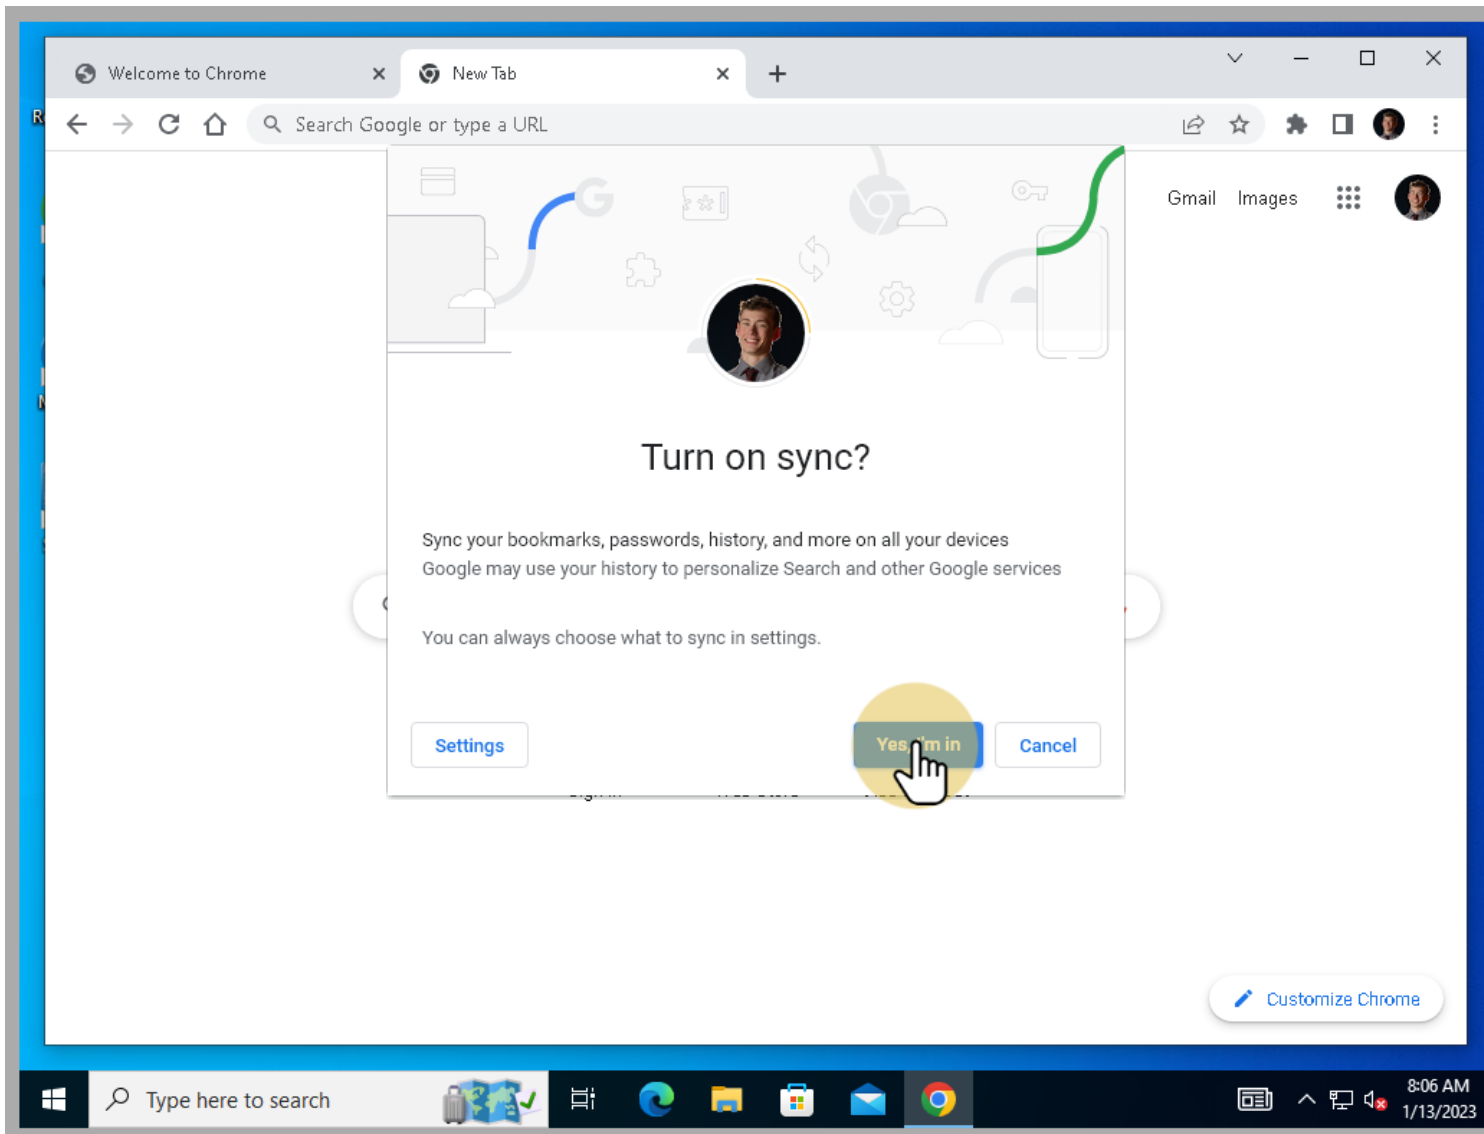 Welcome to Chrome
New Tab
Search Google or type a URL
Gmail Images
Turn on sync?
Sync your bookmarks, passwords, history, and more on all your devices
Google may use your history to personalize Search and other Google services
You can always choose what to sync in settings.
Settings
Yes, I'm in
Cancel
Customize Chrome
Type here to search
8:06 AM
1/13/2023